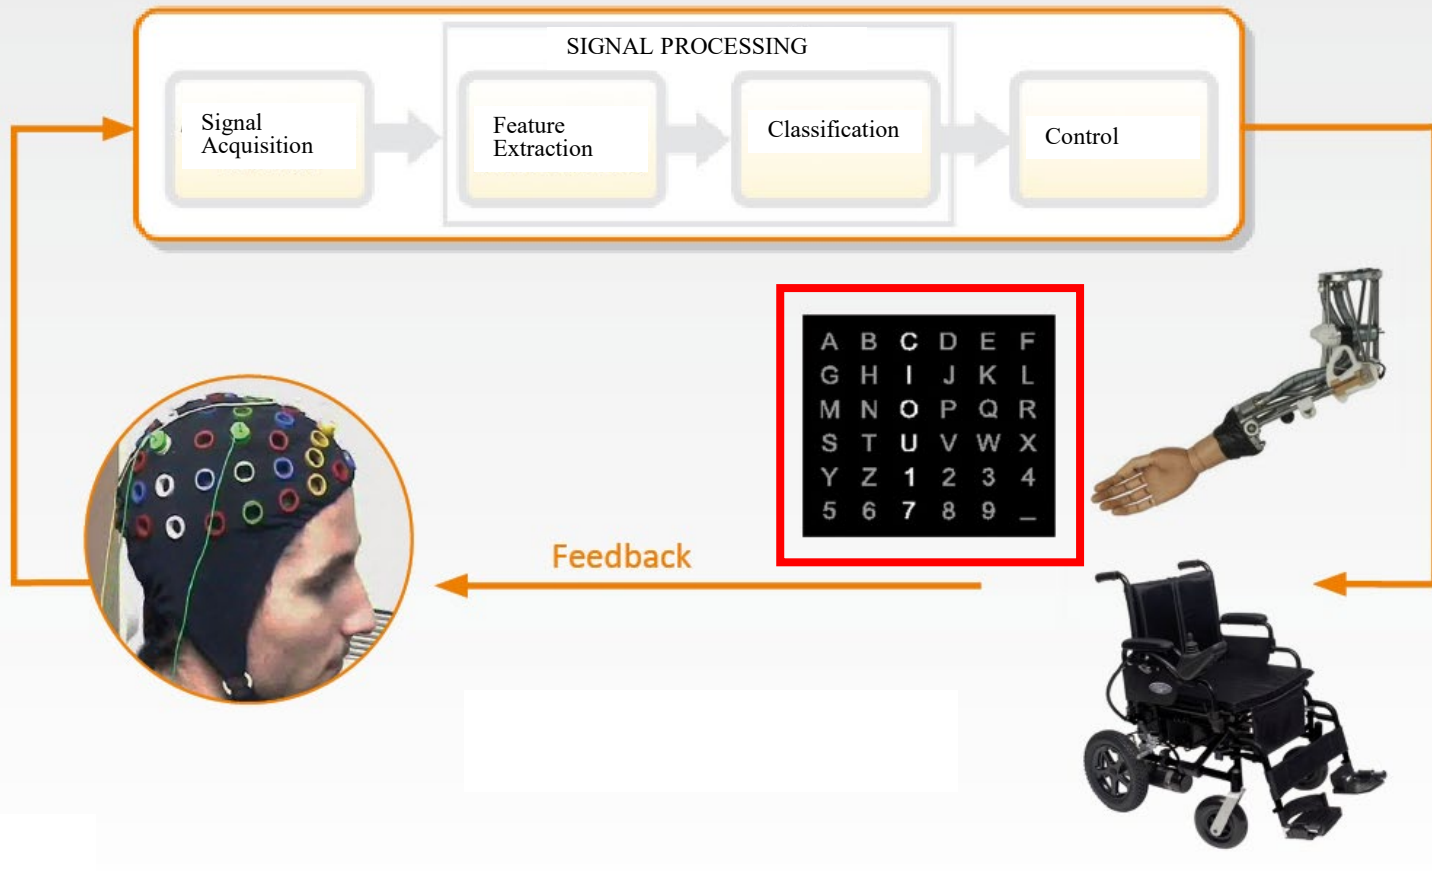 SIGNAL PROCESSING
Signal
Acquisition
Feature
Extraction
Classification
Control
A B C D E F
G H I J K L
M N O P Q R
S T U V W X
Y Z 1 2 3 4
5 6 7 8 9 _
Feedback